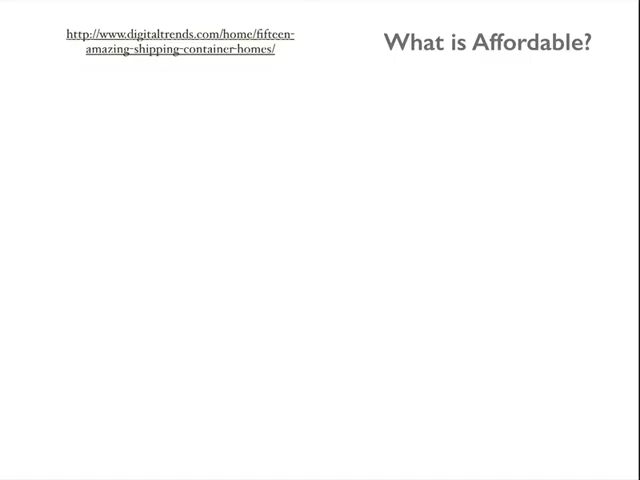 http://www.digitaltrends.com/home/fifteen-
amazing-shipping-container-homes/
What is Affordable?